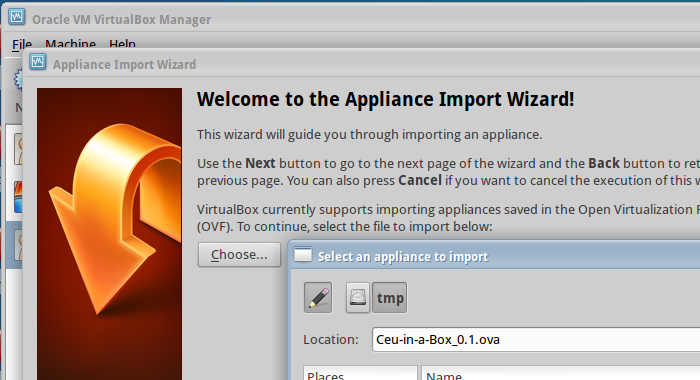 Oracle VM VirtualBox Manager
File Machine Help
Appliance Import Wizard
Welcome to the Appliance Import Wizard!
This wizard will guide you through importing an appliance.
Use the Next button to go to the next page of the wizard and the Back button to ret
previous page. You can also press Cancel if you want to cancel the execution of this w
VirtualBox currently supports importing appliances saved in the Open Virtualization F
(OVF). To continue, select the file to import below:
Choose...
Select an appliance to import
tmp
Location: Ceu-in-a-Box_0.1.ova
Places Name